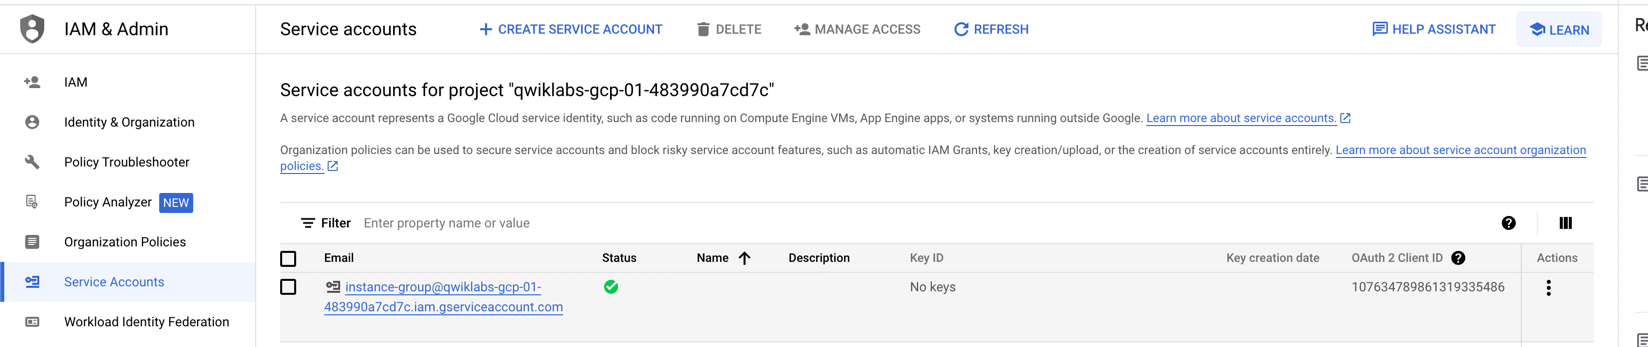 IAM & Admin
Service accounts
CREATE SERVICE ACCOUNT
DELETE
MANAGE ACCESS
REFRESH
HELP ASSISTANT
LEARN
Re
IAM
Identity & Organization
Policy Troubleshooter
Policy Analyzer NEW
Organization Policies
Service Accounts
Workload Identity Federation
Service accounts for project "qwiklabs-gcp-01-483990a7cd7c"
A service account represents a Google Cloud service identity, such as code running on Compute Engine VMs, App Engine apps, or systems running outside Google. Learn more about service accounts.
Organization policies can be used to secure service accounts and block risky service account features, such as automatic IAM Grants, key creation/upload, or the creation of service accounts entirely. Learn more about service account organization
policies.
Filter Enter property name or value
Email Status Name Description Key ID Key creation date OAuth 2 Client ID Actions
instance-group@qwiklabs-gcp-01- No keys 107634789861319335486
483990a7cd7c.iam.gserviceaccount.com